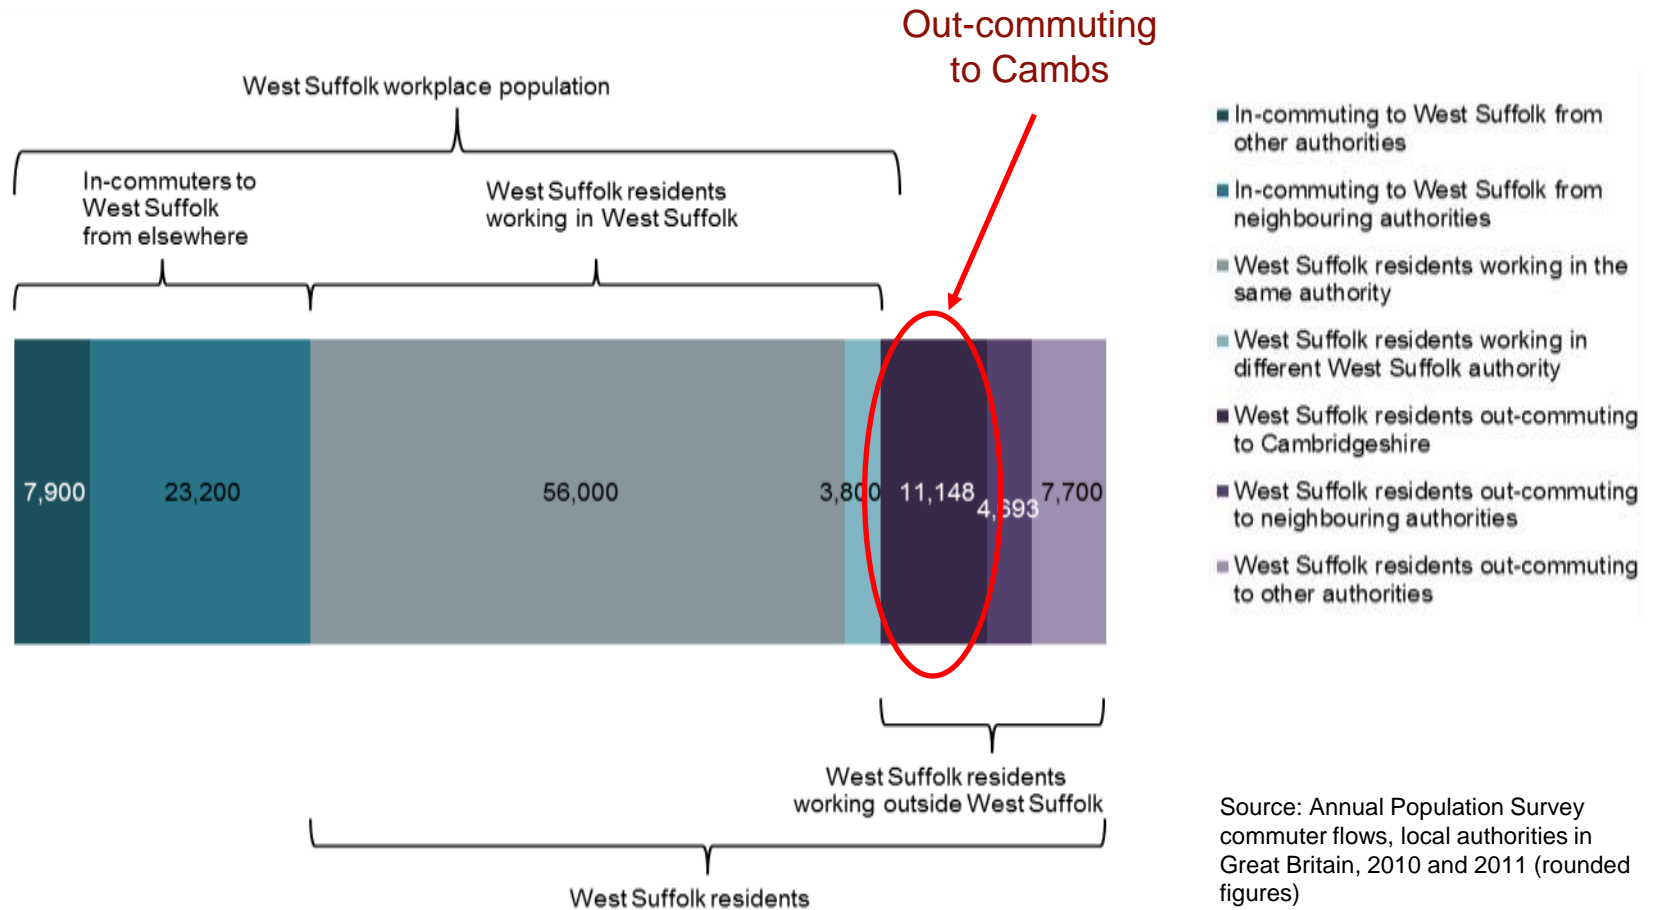 Out-commuting
to Cambs
West Suffolk workplace population
In-commuters to
West Suffolk
from elsewhere
West Suffolk residents
working in West Suffolk
7,900
23,200
56,000
3,800
11,148
4,693
7,700
West Suffolk residents
working outside West Suffolk
West Suffolk residents
In-commuting to West Suffolk from
other authorities
In-commuting to West Suffolk from
neighbouring authorities
West Suffolk residents working in the
same authority
West Suffolk residents working in
different West Suffolk authority
West Suffolk residents out-commuting
to Cambridgeshire
West Suffolk residents out-commuting
to neighbouring authorities
West Suffolk residents out-commuting
to other authorities
Source: Annual Population Survey
commuter flows, local authorities in
Great Britain, 2010 and 2011 (rounded
figures)